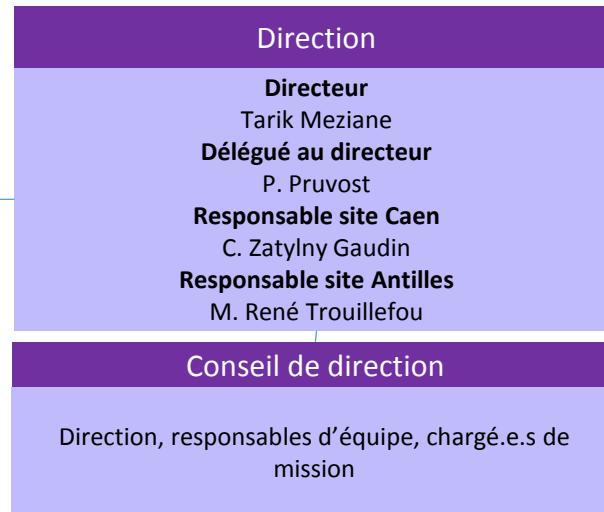 Direction
Directeur
Tarik Meziane
Délégué au directeur
P. Pruvost
Responsable site Caen
C. Zatylny Gaudin
Responsable site Antilles
M. René Trouillefou
Conseil de direction
Direction, responsables d’équipe, chargé.e.s de
mission